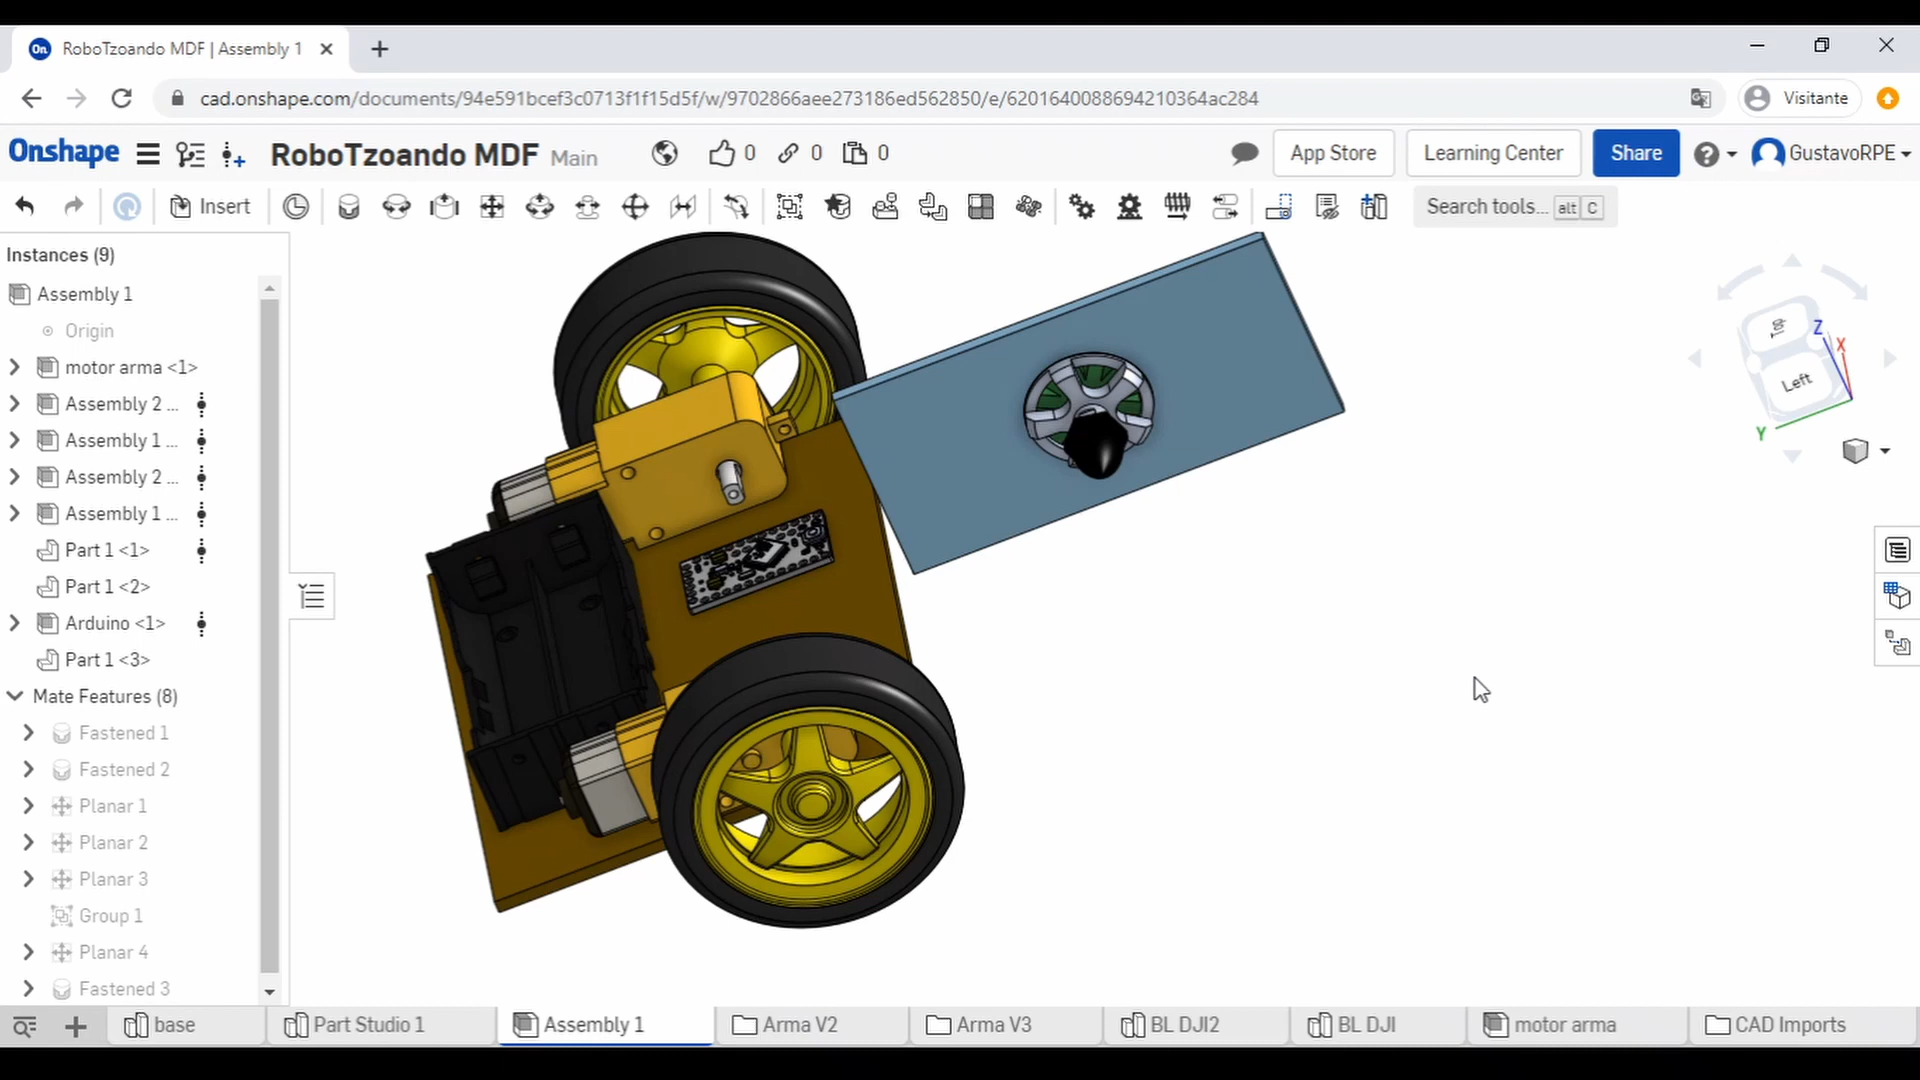 On RoboTzoando MDF | Assembly 1
cad.onshape.com/documents/94e591bcef3c0713f1f15d5f/w/9702866aee273186ed562850/e/6201640088694210364ac284
Visitante
Onshape RoboTzoando MDF Main 0 0 0 App Store Learning Center Share GustavoRPE
Insert Search tools... alt C
Instances (9)
Assembly 1
Origin
motor arma <1>
Assembly 2 ...
Assembly 1 ...
Assembly 2 ...
Assembly 1 ...
Part 1 <1>
Part 1 <2>
Arduino <1>
Part 1 <3>
Mate Features (8)
Fastened 1
Fastened 2
Planar 1
Planar 2
Planar 3
Group 1
Planar 4
Fastened 3
Top
Z
X
Left
Y
base
Part Studio 1
Assembly 1
Arma V2
Arma V3
BL DJI2
BL DJI
motor arma
CAD Imports